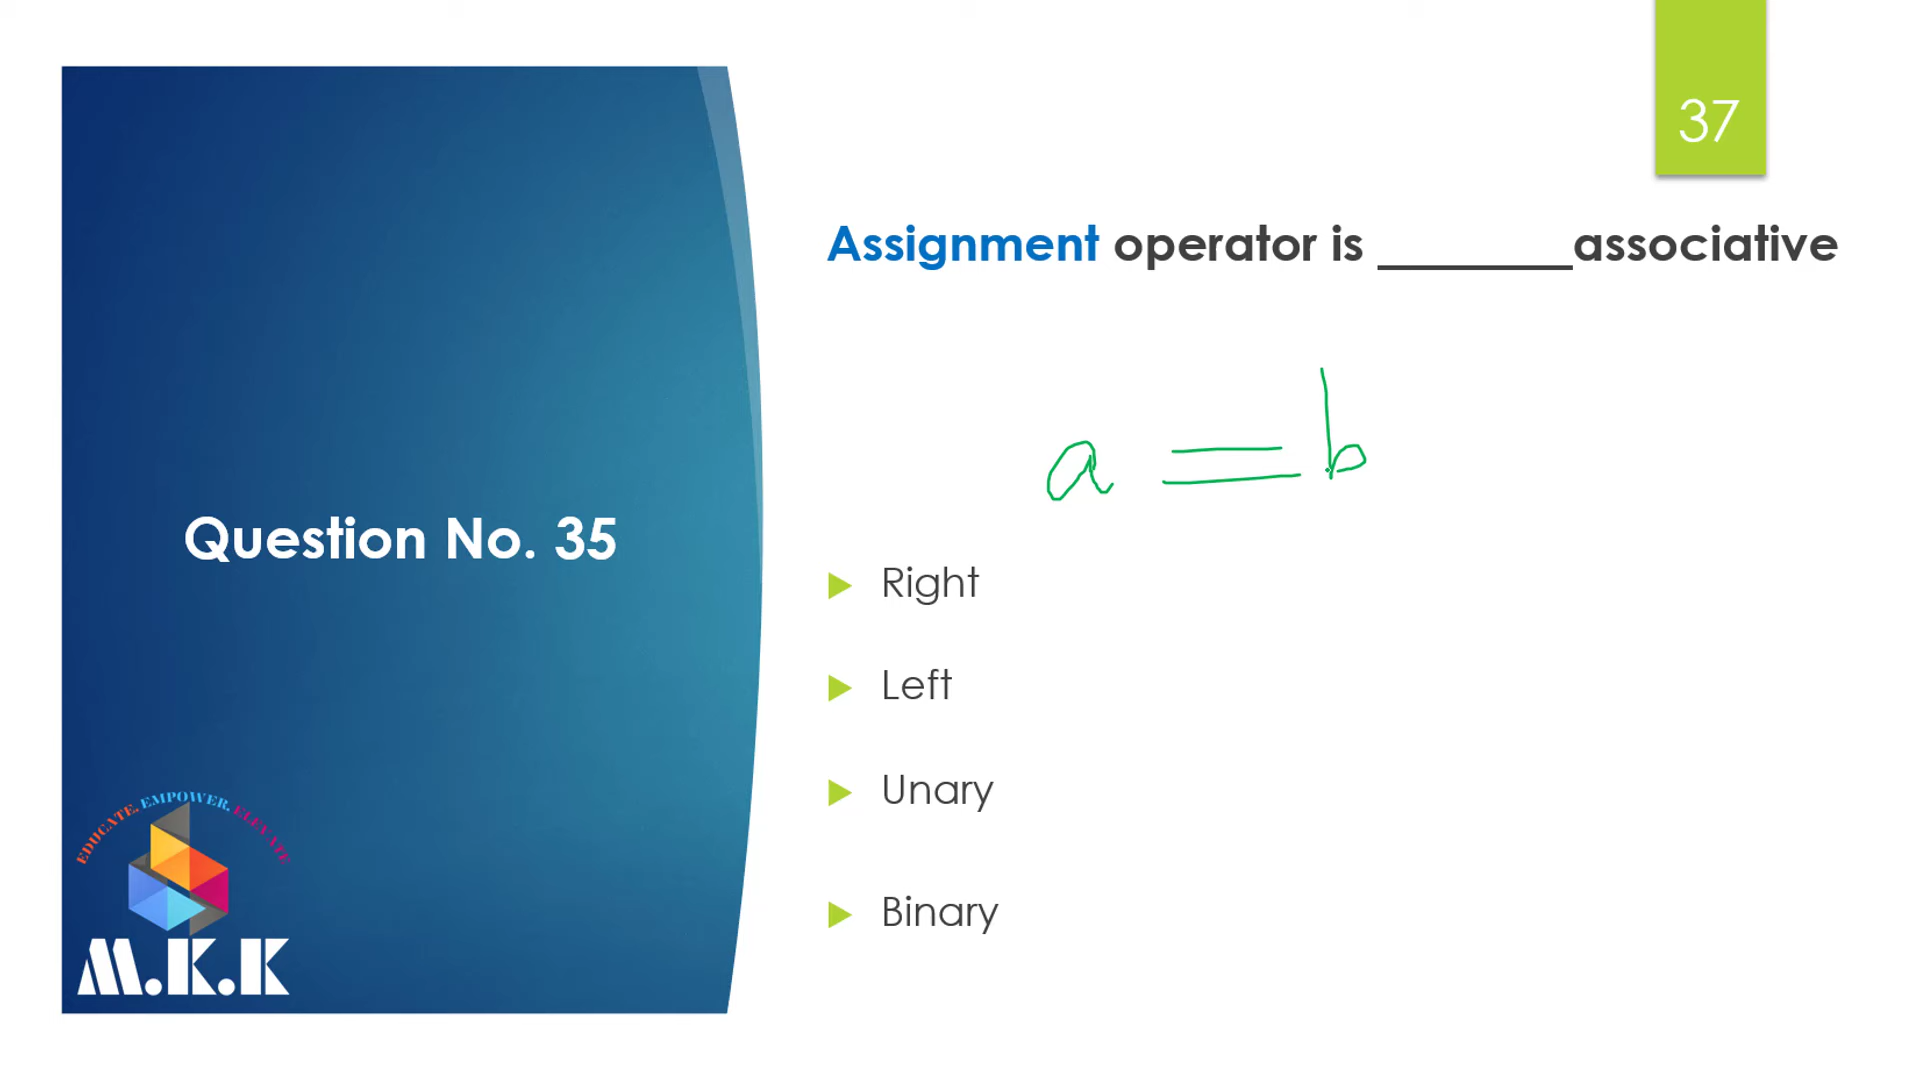 37
Assignment operator is ________associative
a = b
Question No. 35
Right
Left
Unary
Binary
EDUCATE. EMPOWER. ELEVATE
M.K.K